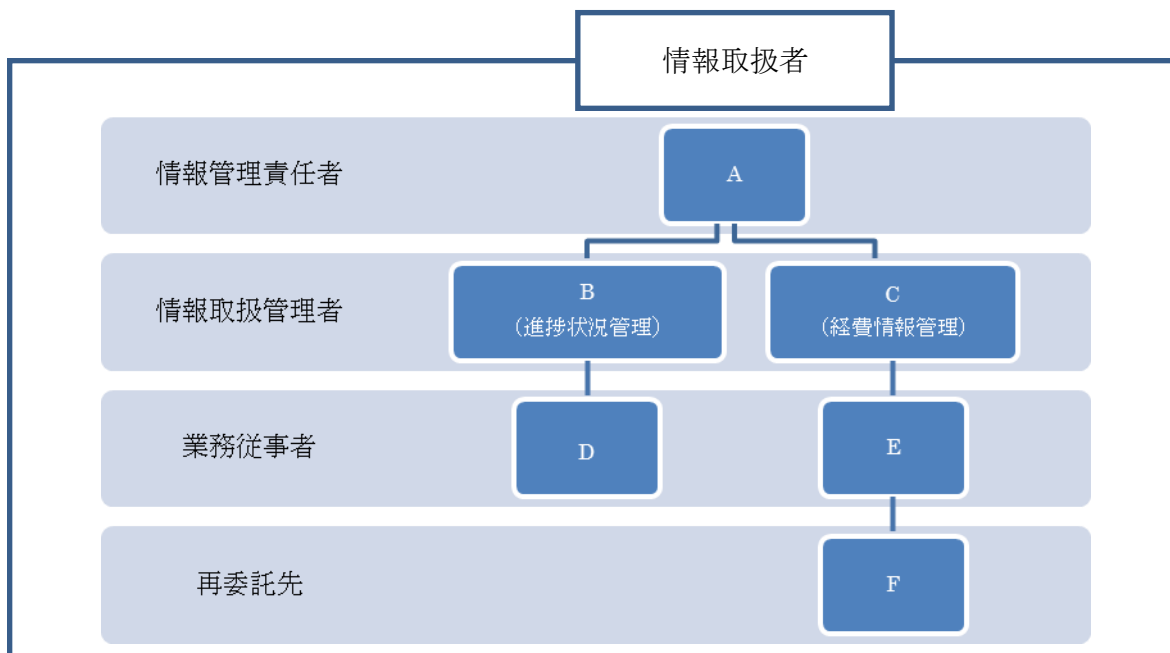 情報取扱者
情報管理責任者
A
情報取扱管理者
B
(進捗状況管理)
C
(経費情報管理)
業務従事者
D
E
再委託先
F